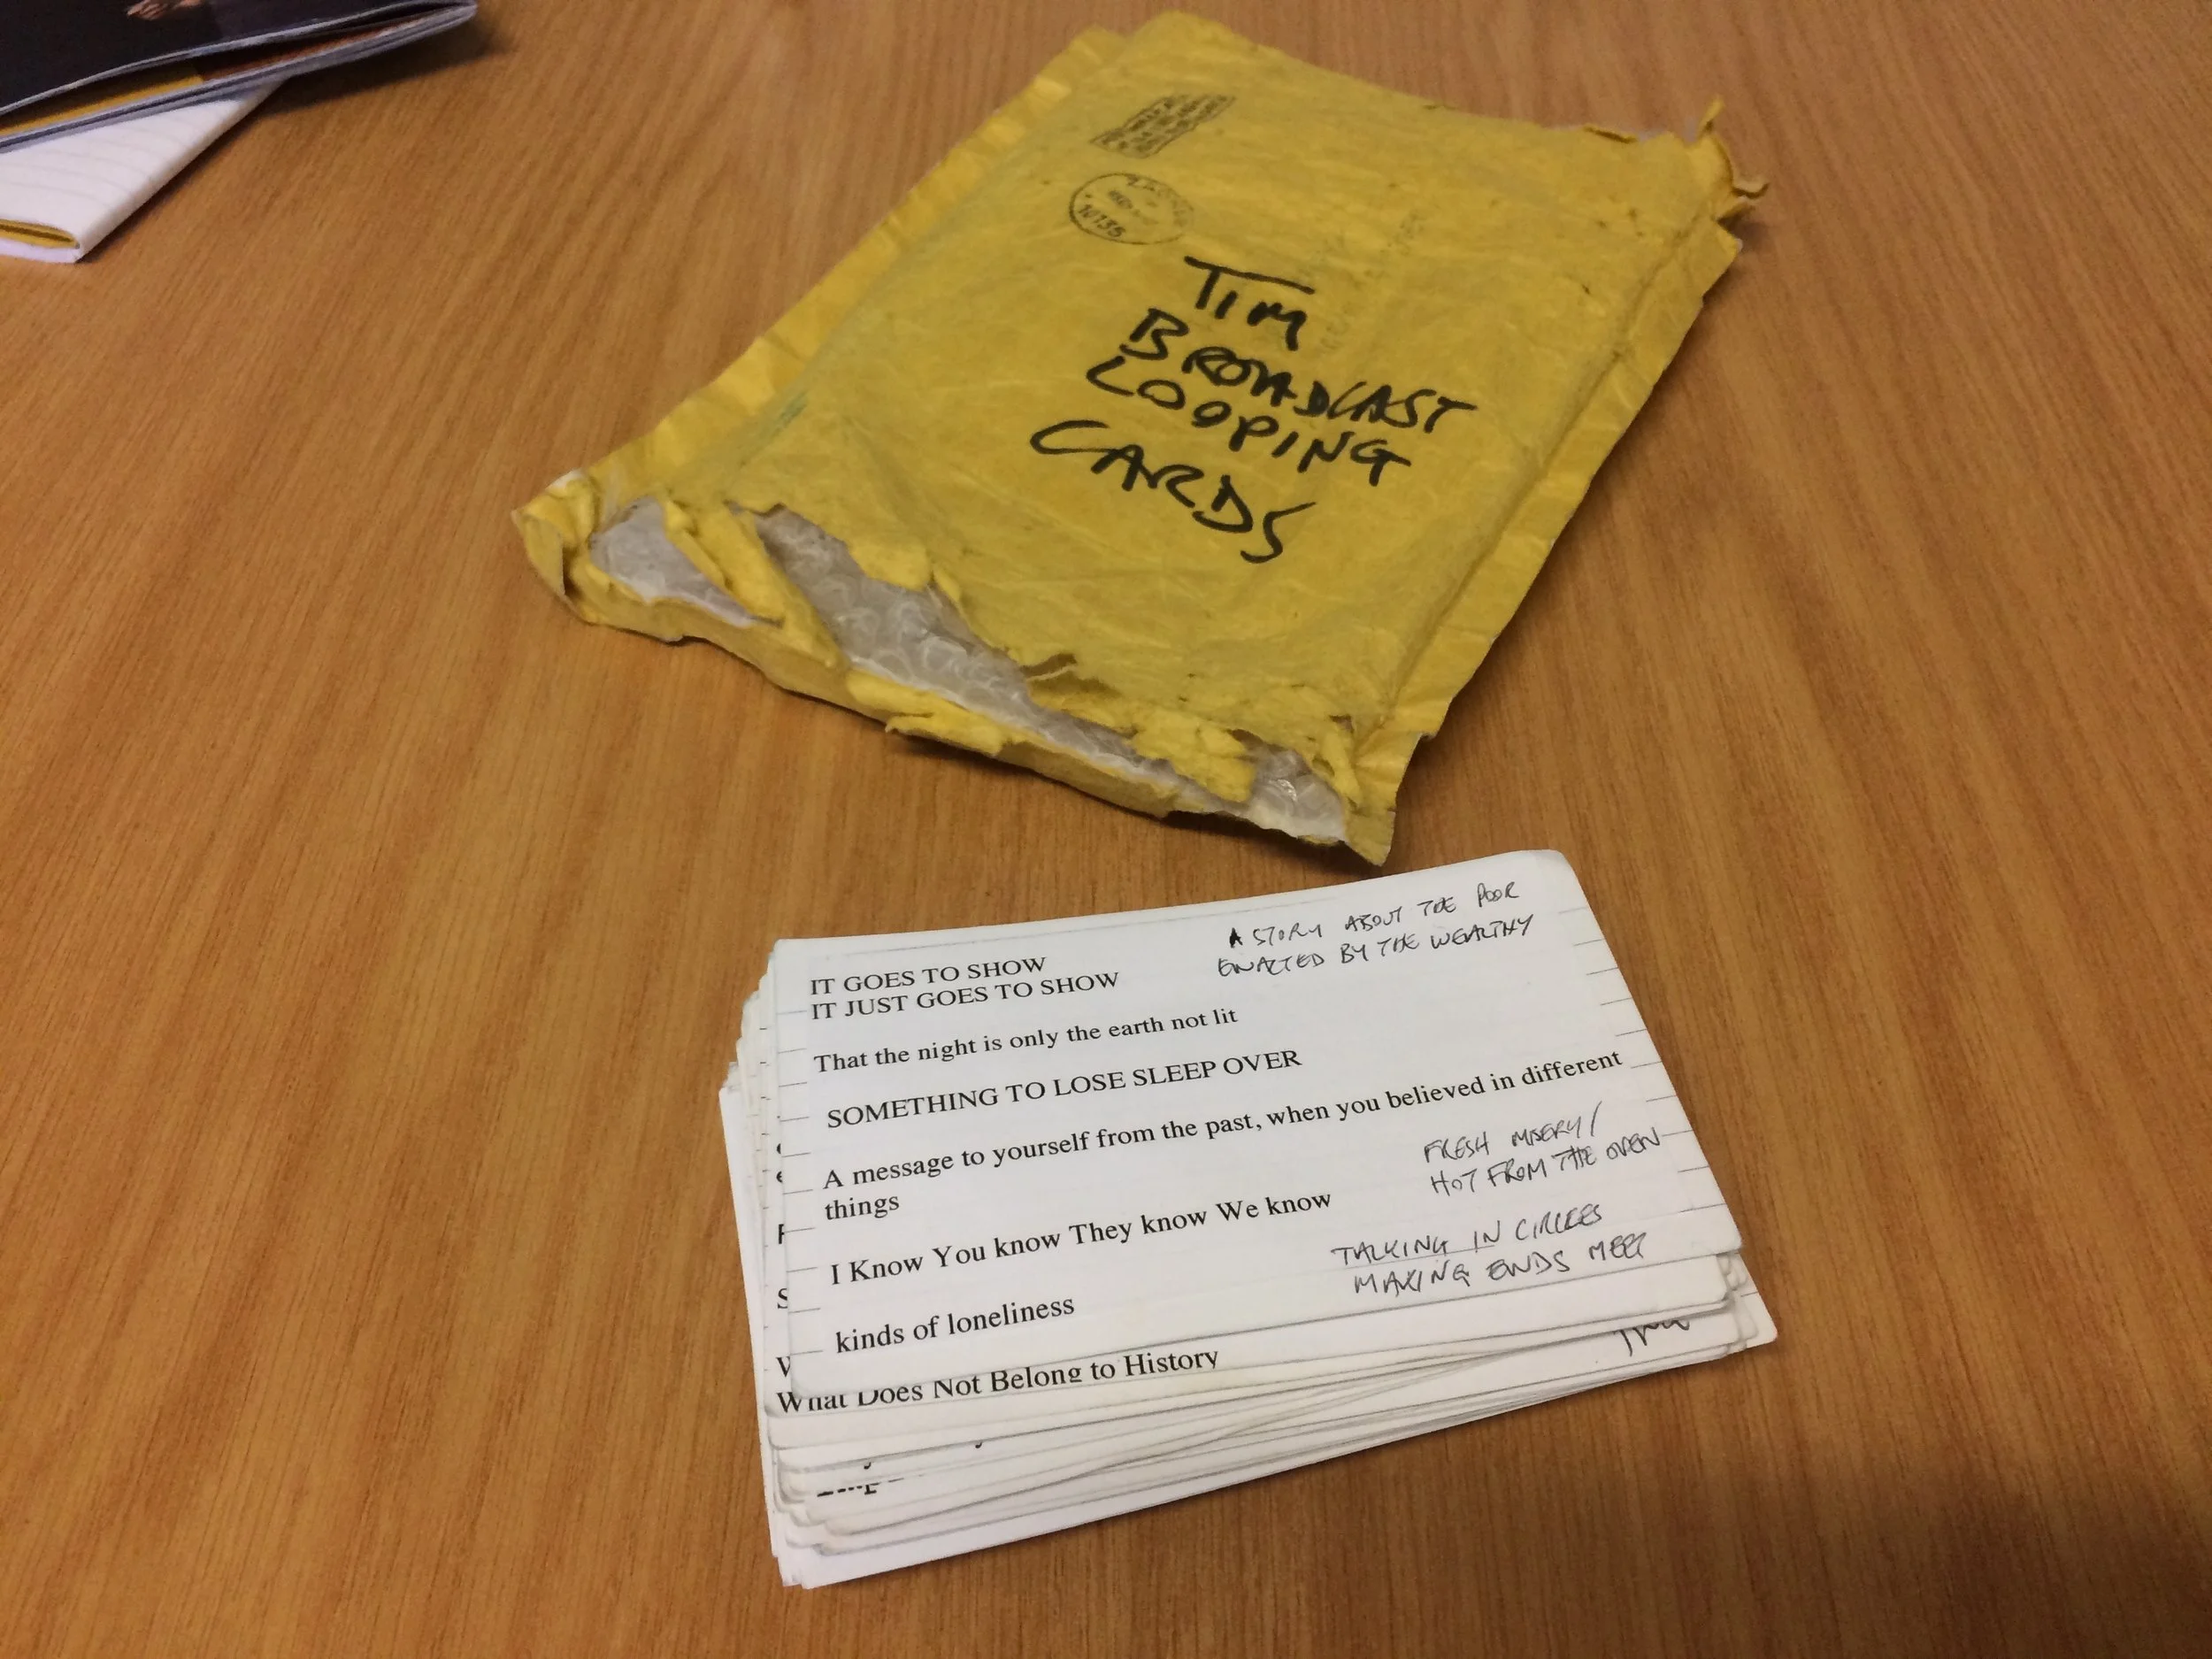 TIM
BROADCAST
LOOPING
CARDS
10135
A STORY ABOUT THE POOR
ENACTED BY THE WEALTHY
IT GOES TO SHOW
IT JUST GOES TO SHOW
That the night is only the earth not lit
SOMETHING TO LOSE SLEEP OVER
A message to yourself from the past, when you believed in different
things
FRESH MISERY/
HOT FROM THE OVEN
I Know You know They know We know
TALKING IN CIRCLES
MAKING ENDS MEET
kinds of loneliness
What Does Not Belong to History